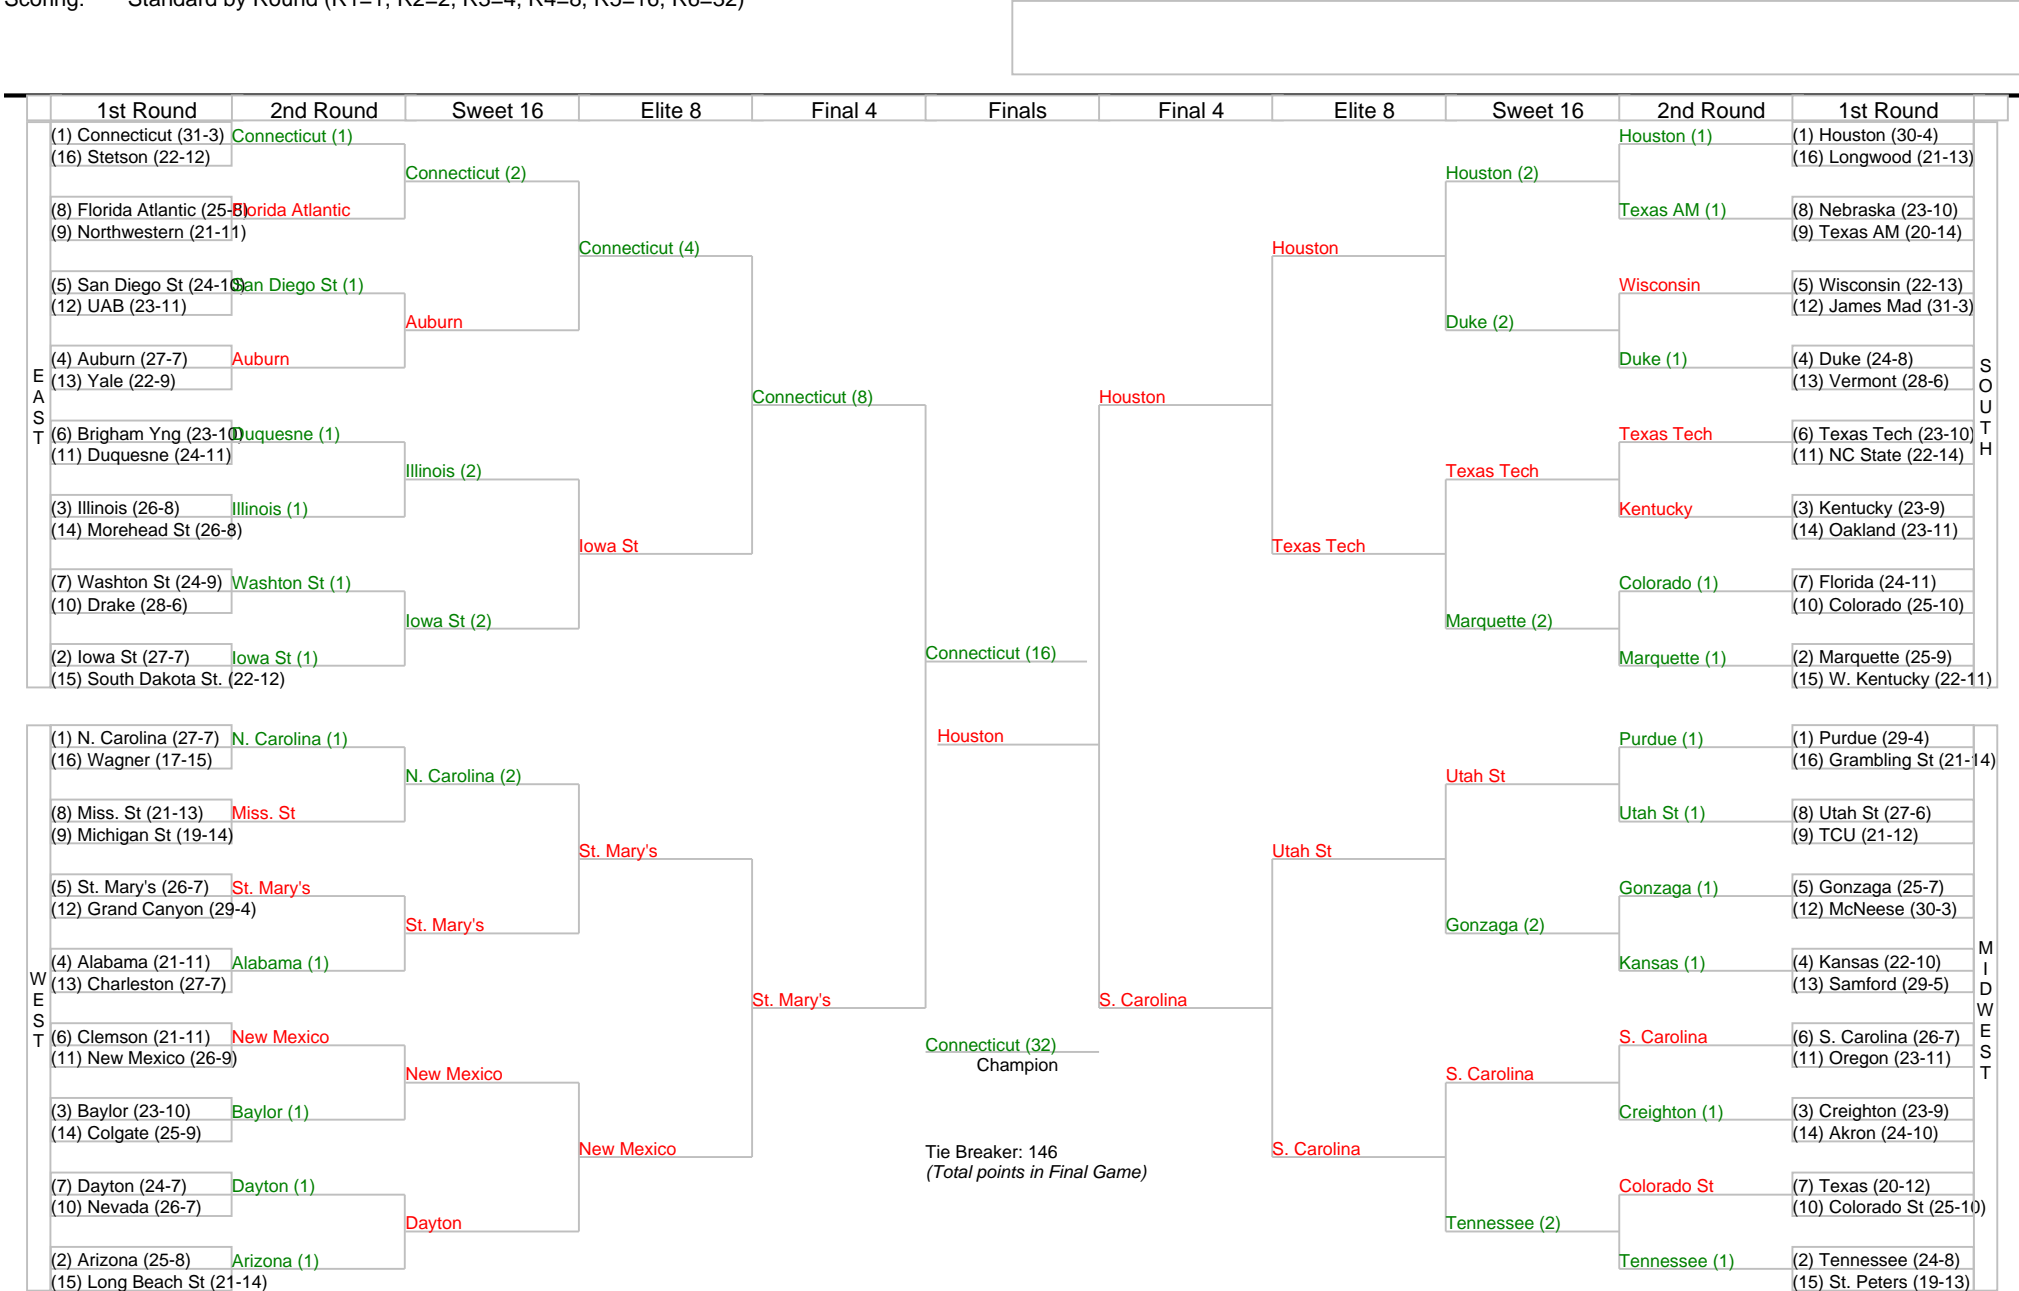 Scoring: Standard by Round (R1=1, R2=2, R3=4, R4=8, R5=16, R6=32)
1st Round 2nd Round Sweet 16 Elite 8 Final 4 Finals Final 4 Elite 8 Sweet 16 2nd Round 1st Round
EAST
(1) Connecticut (31-3)
(16) Stetson (22-12)
(8) Florida Atlantic (25-8)
(9) Northwestern (21-11)
(5) San Diego St (24-10)
(12) UAB (23-11)
(4) Auburn (27-7)
(13) Yale (22-9)
(6) Brigham Yng (23-10)
(11) Duquesne (24-11)
(3) Illinois (26-8)
(14) Morehead St (26-8)
(7) Washton St (24-9)
(10) Drake (28-6)
(2) Iowa St (27-7)
(15) South Dakota St. (22-12)
Connecticut (1)
Florida Atlantic
San Diego St (1)
Auburn
Duquesne (1)
Illinois (1)
Washton St (1)
Iowa St (1)
Connecticut (2)
Auburn
Illinois (2)
Iowa St (2)
Connecticut (4)
Iowa St
Connecticut (8)
WEST
(1) N. Carolina (27-7)
(16) Wagner (17-15)
(8) Miss. St (21-13)
(9) Michigan St (19-14)
(5) St. Mary's (26-7)
(12) Grand Canyon (29-4)
(4) Alabama (21-11)
(13) Charleston (27-7)
(6) Clemson (21-11)
(11) New Mexico (26-9)
(3) Baylor (23-10)
(14) Colgate (25-9)
(7) Dayton (24-7)
(10) Nevada (26-7)
(2) Arizona (25-8)
(15) Long Beach St (21-14)
N. Carolina (1)
Miss. St
St. Mary's
Alabama (1)
New Mexico
Baylor (1)
Dayton (1)
Arizona (1)
N. Carolina (2)
St. Mary's
New Mexico
Dayton
St. Mary's
New Mexico
St. Mary's
Connecticut (16)
Houston
Connecticut (32)
Champion
Tie Breaker: 146
(Total points in Final Game)
Houston
S. Carolina
Houston
Texas Tech
Houston (2)
Duke (2)
Texas Tech
Marquette (2)
Houston (1)
Texas AM (1)
Wisconsin
Duke (1)
Texas Tech
Kentucky
Colorado (1)
Marquette (1)
(1) Houston (30-4)
(16) Longwood (21-13)
(8) Nebraska (23-10)
(9) Texas AM (20-14)
(5) Wisconsin (22-13)
(12) James Mad (31-3)
(4) Duke (24-8)
(13) Vermont (28-6)
(6) Texas Tech (23-10)
(11) NC State (22-14)
(3) Kentucky (23-9)
(14) Oakland (23-11)
(7) Florida (24-11)
(10) Colorado (25-10)
(2) Marquette (25-9)
(15) W. Kentucky (22-11)
SOUTH
Utah St
S. Carolina
Utah St
Gonzaga (2)
S. Carolina
Tennessee (2)
Purdue (1)
Utah St (1)
Gonzaga (1)
Kansas (1)
S. Carolina
Creighton (1)
Colorado St
Tennessee (1)
(1) Purdue (29-4)
(16) Grambling St (21-14)
(8) Utah St (27-6)
(9) TCU (21-12)
(5) Gonzaga (25-7)
(12) McNeese (30-3)
(4) Kansas (22-10)
(13) Samford (29-5)
(6) S. Carolina (26-7)
(11) Oregon (23-11)
(3) Creighton (23-9)
(14) Akron (24-10)
(7) Texas (20-12)
(10) Colorado St (25-10)
(2) Tennessee (24-8)
(15) St. Peters (19-13)
MIDWEST